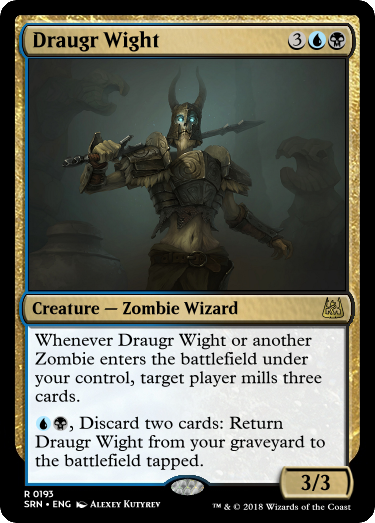 Draugr Wight 3
Creature — Zombie Wizard
Whenever Draugr Wight or another
Zombie enters the battlefield under
your control, target player mills three
cards.
, Discard two cards: Return
Draugr Wight from your graveyard to
the battlefield tapped.
3/3
R 0193
SRN • ENG Alexey Kutyrev
™ & © 2018 Wizards of the Coast